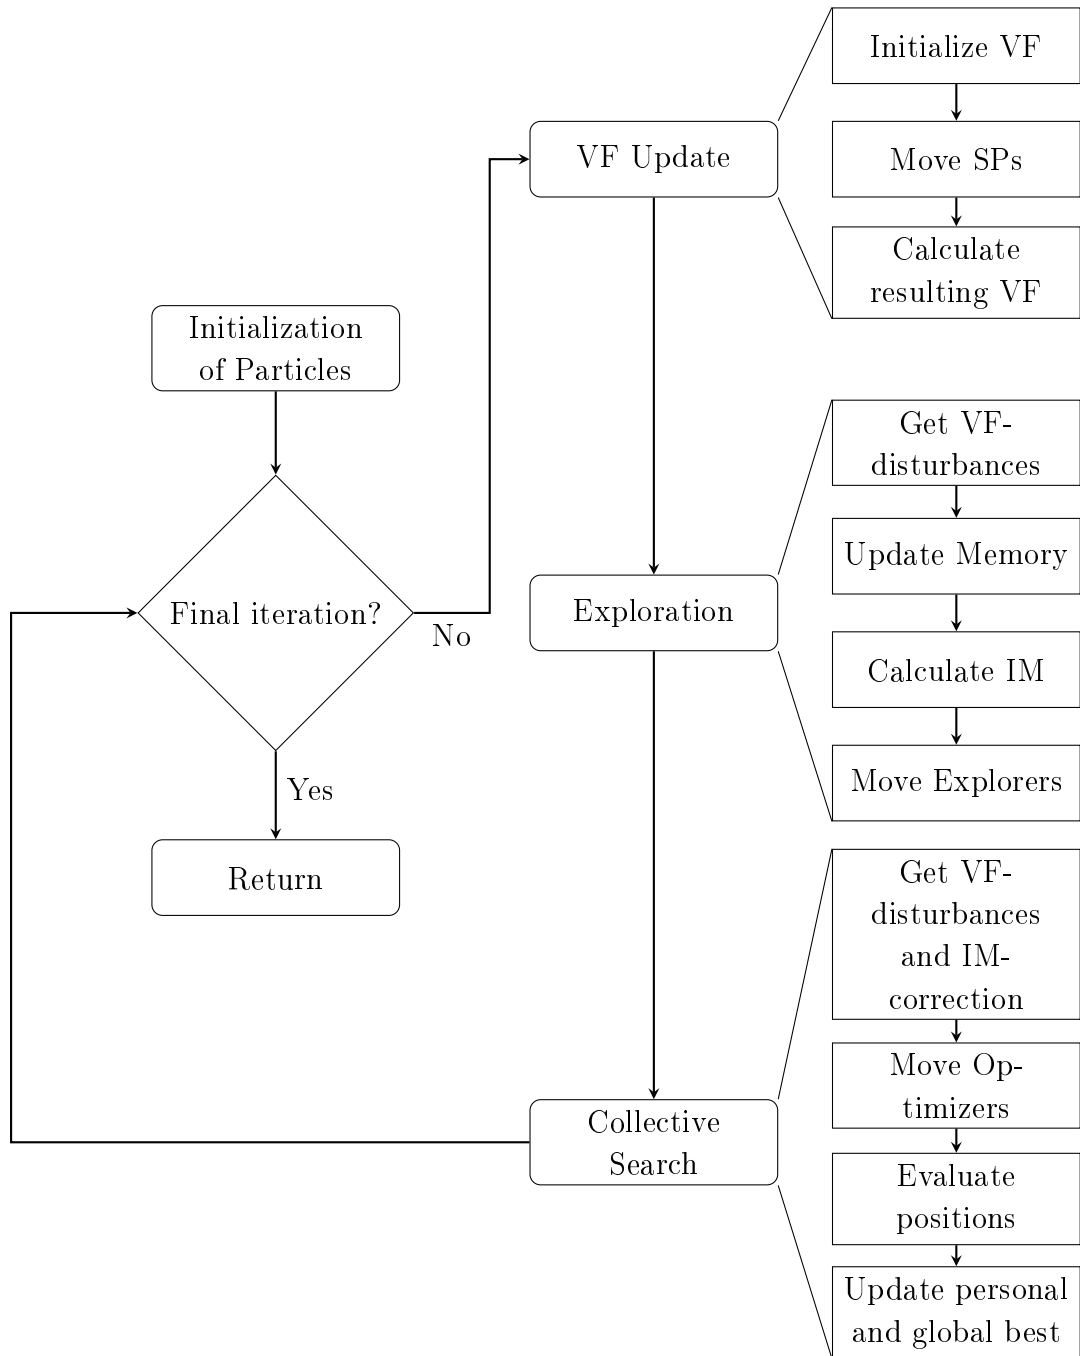 Initialization
of Particles
Final iteration?
No
Yes
Return
VF Update
Initialize VF
Move SPs
Calculate
resulting VF
Exploration
Get VF-
disturbances
Update Memory
Calculate IM
Move Explorers
Collective
Search
Get VF-
disturbances
and IM-
correction
Move Op-
timizers
Evaluate
positions
Update personal
and global best